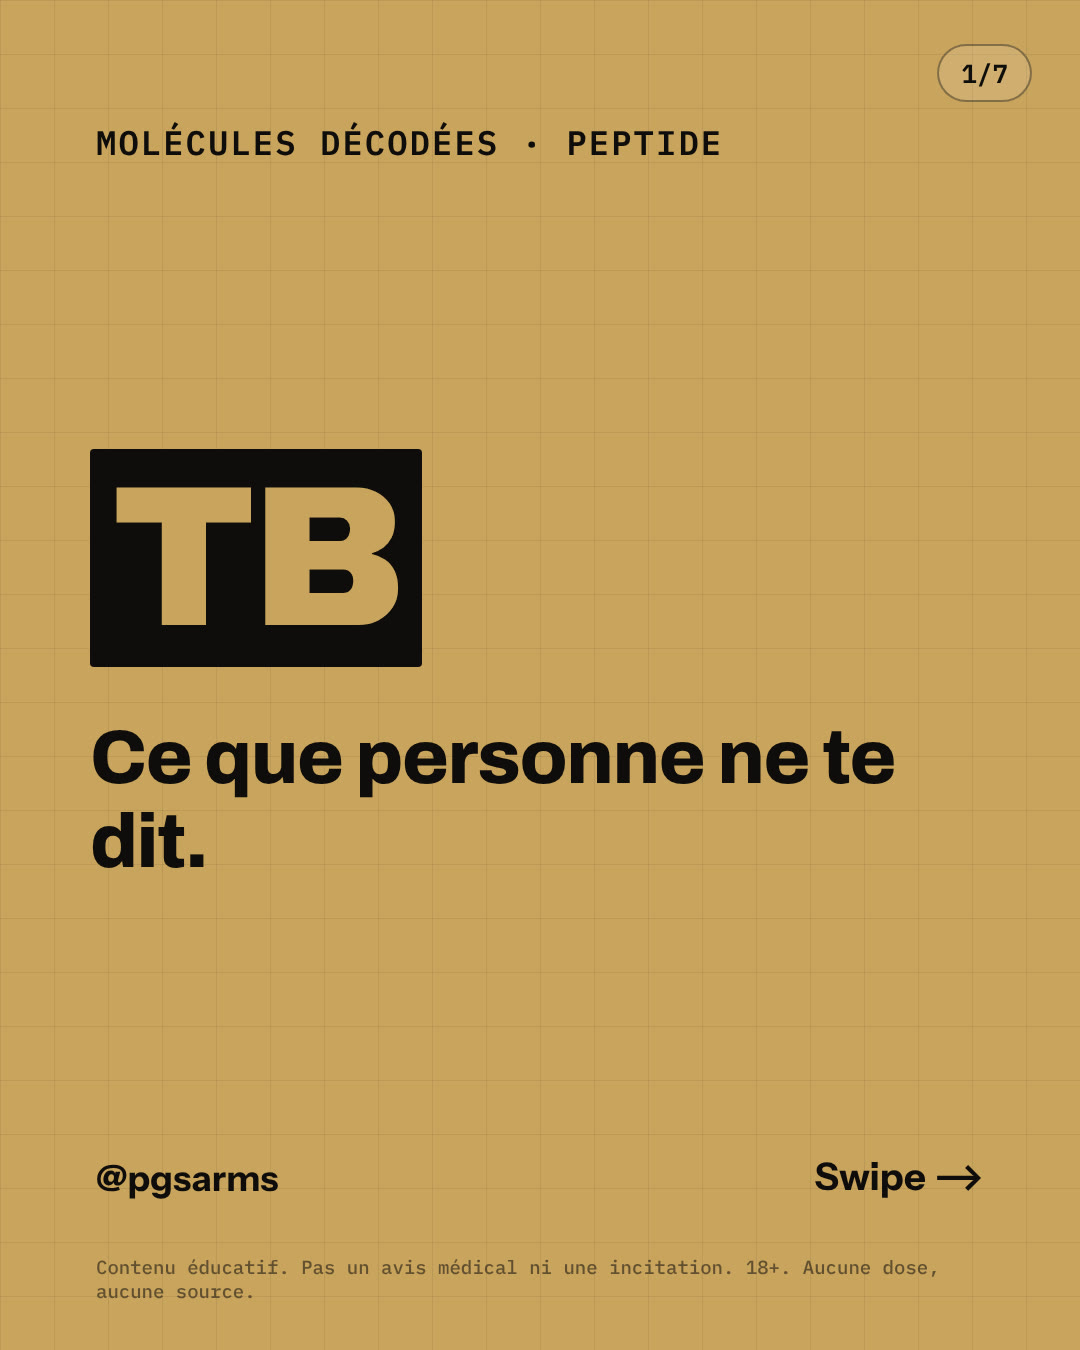 1/7
MOLÉCULES DÉCODÉES · PEPTIDE
TB
Ce que personne ne te
dit.
@pgsarms
Swipe →
Contenu éducatif. Pas un avis médical ni une incitation. 18+. Aucune dose,
aucune source.